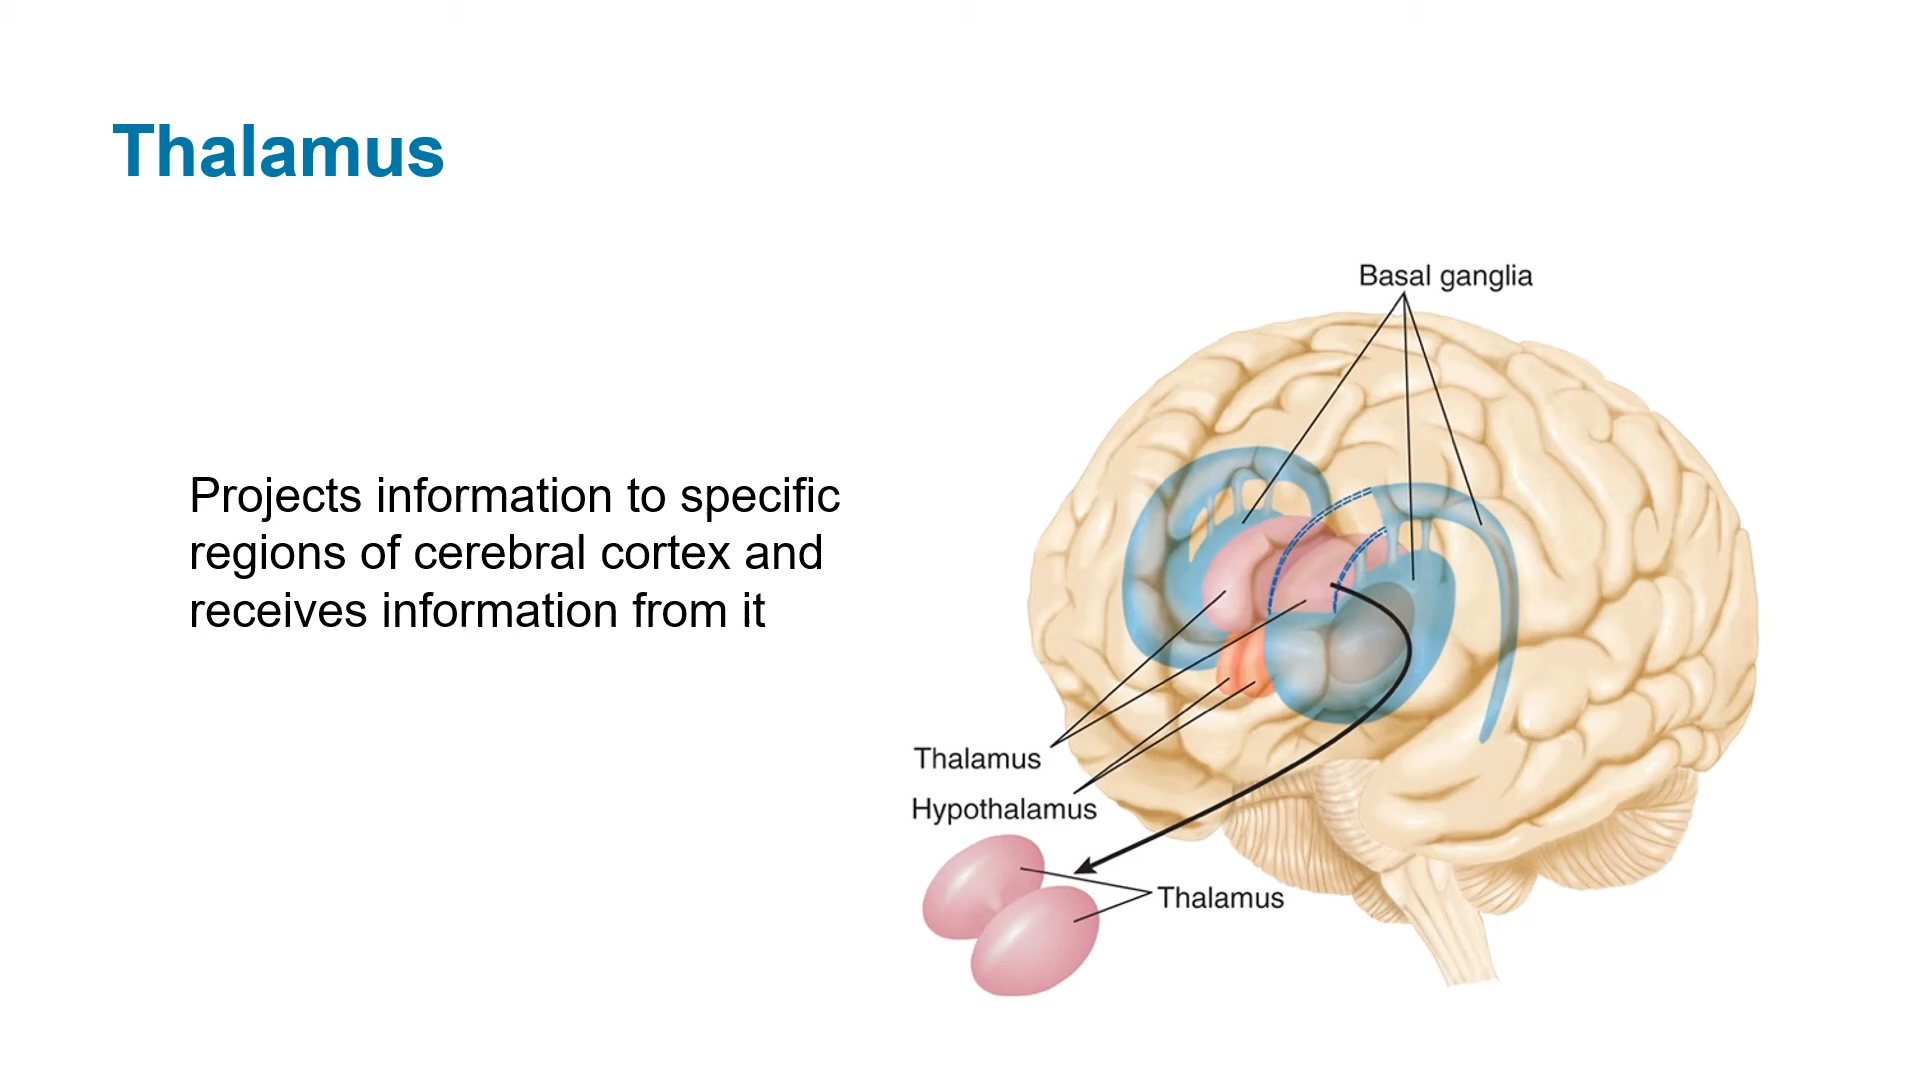 Thalamus
Projects information to specific
regions of cerebral cortex and
receives information from it
Basal ganglia
Thalamus
Hypothalamus
Thalamus